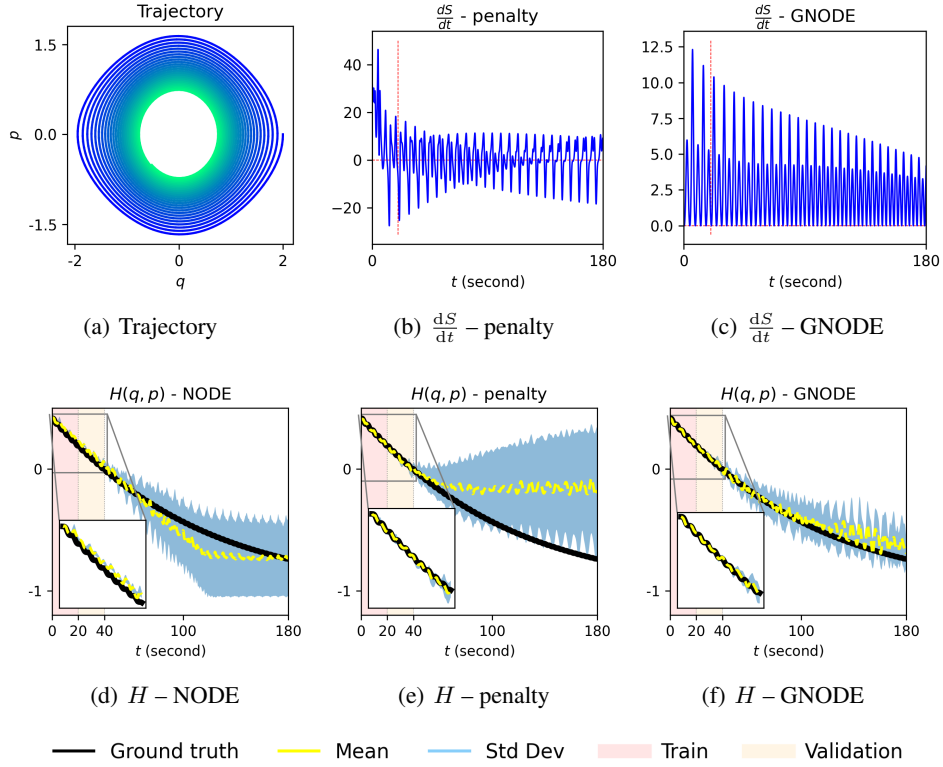 Trajectory
1.5
0.0
-1.5
p
-2
0
2
q
(a) Trajectory
dS/dt - penalty
40
20
0
−20
0
180
t (second)
(b) dS/dt – penalty
dS/dt - GNODE
12.5
10.0
7.5
5.0
2.5
0.0
0
180
t (second)
(c) dS/dt – GNODE
H(q, p) - NODE
0
-1
0
20
40
100
180
t (second)
(d) H – NODE
H(q, p) - penalty
0
-1
0
20
40
100
180
t (second)
(e) H – penalty
H(q, p) - GNODE
0
-1
0
20
40
100
180
t (second)
(f) H – GNODE
Ground truth
Mean
Std Dev
Train
Validation